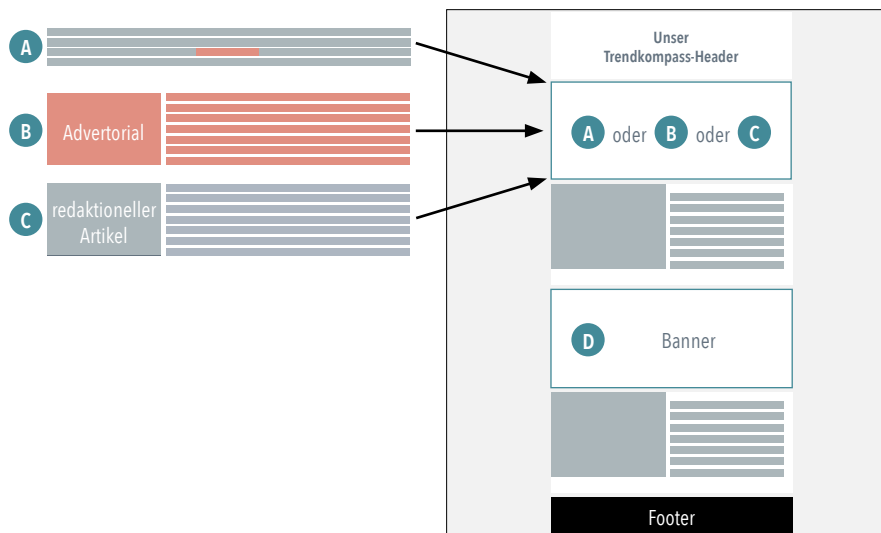 A
B
Advertorial
C
redaktioneller
Artikel
Unser
Trendkompass-Header
A oder B oder C
D Banner
Footer